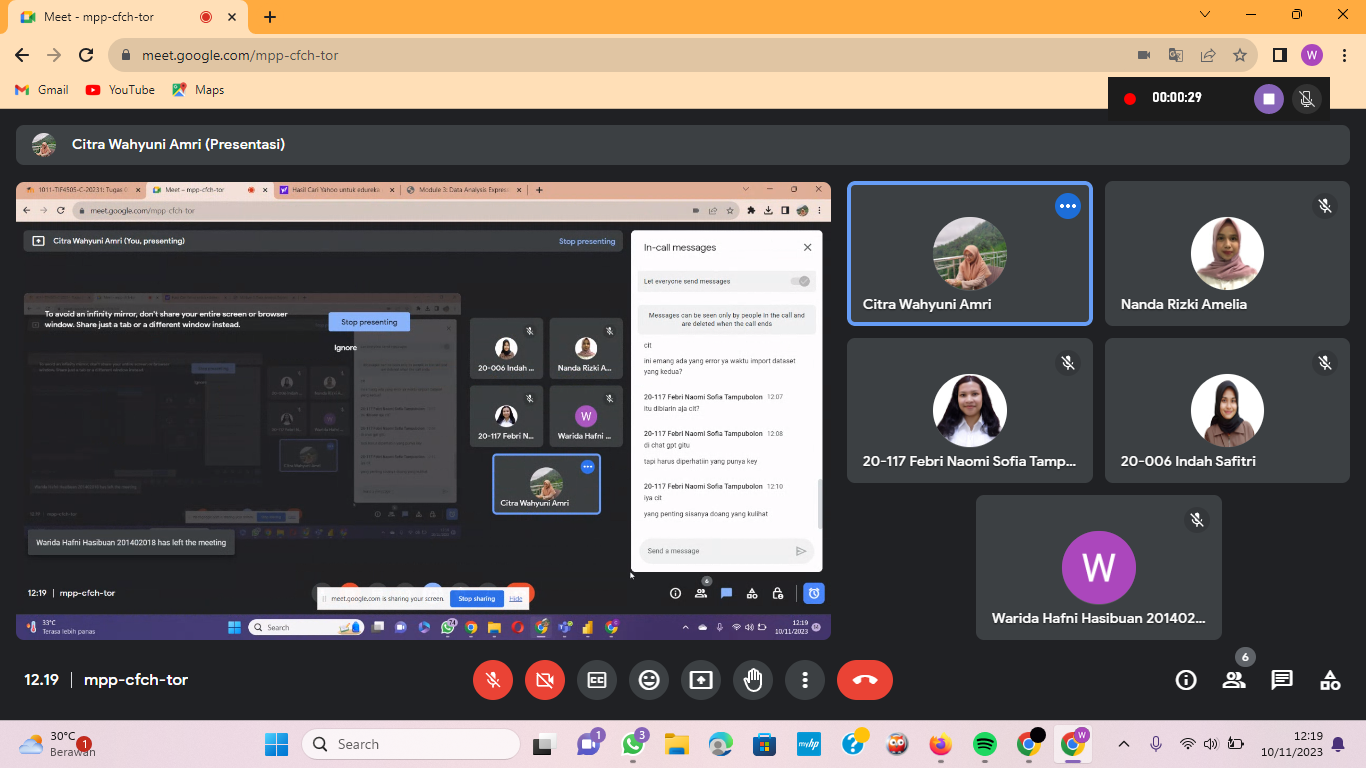 Meet - mpp-cfch-tor
meet.google.com/mpp-cfch-tor
W
Gmail
YouTube
Maps
00:00:29
Citra Wahyuni Amri (Presentasi)
1011-TIF4505-C-20231: Tugas
Meet – mpp-cfch-tor
Hasil Cari Yahoo untuk edureka
Module 3: Data Analysis Expres
meet.google.com/mpp-cfch-tor
Citra Wahyuni Amri (You, presenting)
Stop presenting
To avoid an infinity mirror, don't share your entire screen or browser
window. Share just a tab or a different window instead.
Stop presenting
Ignore
20-006 Indah ...
Nanda Rizki A...
20-117 Febri N...
W
Warida Hafni ...
Citra Wahyuni Amri
Warida Hafni Hasibuan 201402018 has left the meeting
In-call messages
Let everyone send messages
Messages can be seen only by people in the call and
are deleted when the call ends
cit
ini emang ada yang error ya waktu import dataset
yang kedua?
20-117 Febri Naomi Sofia Tampubolon 12:07
itu dibiarin aja cit?
20-117 Febri Naomi Sofia Tampubolon 12:08
di chat gpt gitu
tapi harus diperhatiin yang punya key
20-117 Febri Naomi Sofia Tampubolon 12:10
iya cit
yang penting sisanya doang yang kulihat
Send a message
12:19 | mpp-cfch-tor
meet.google.com is sharing your screen.
Stop sharing
Hide
6
33°C
Terasa lebih panas
Search
12:19
10/11/2023
Citra Wahyuni Amri
Nanda Rizki Amelia
20-117 Febri Naomi Sofia Tamp...
20-006 Indah Safitri
W
Warida Hafni Hasibuan 201402...
12.19 | mpp-cfch-tor
6
30°C
Berawan
1
Search
1
3
myhp
W
12:19
10/11/2023